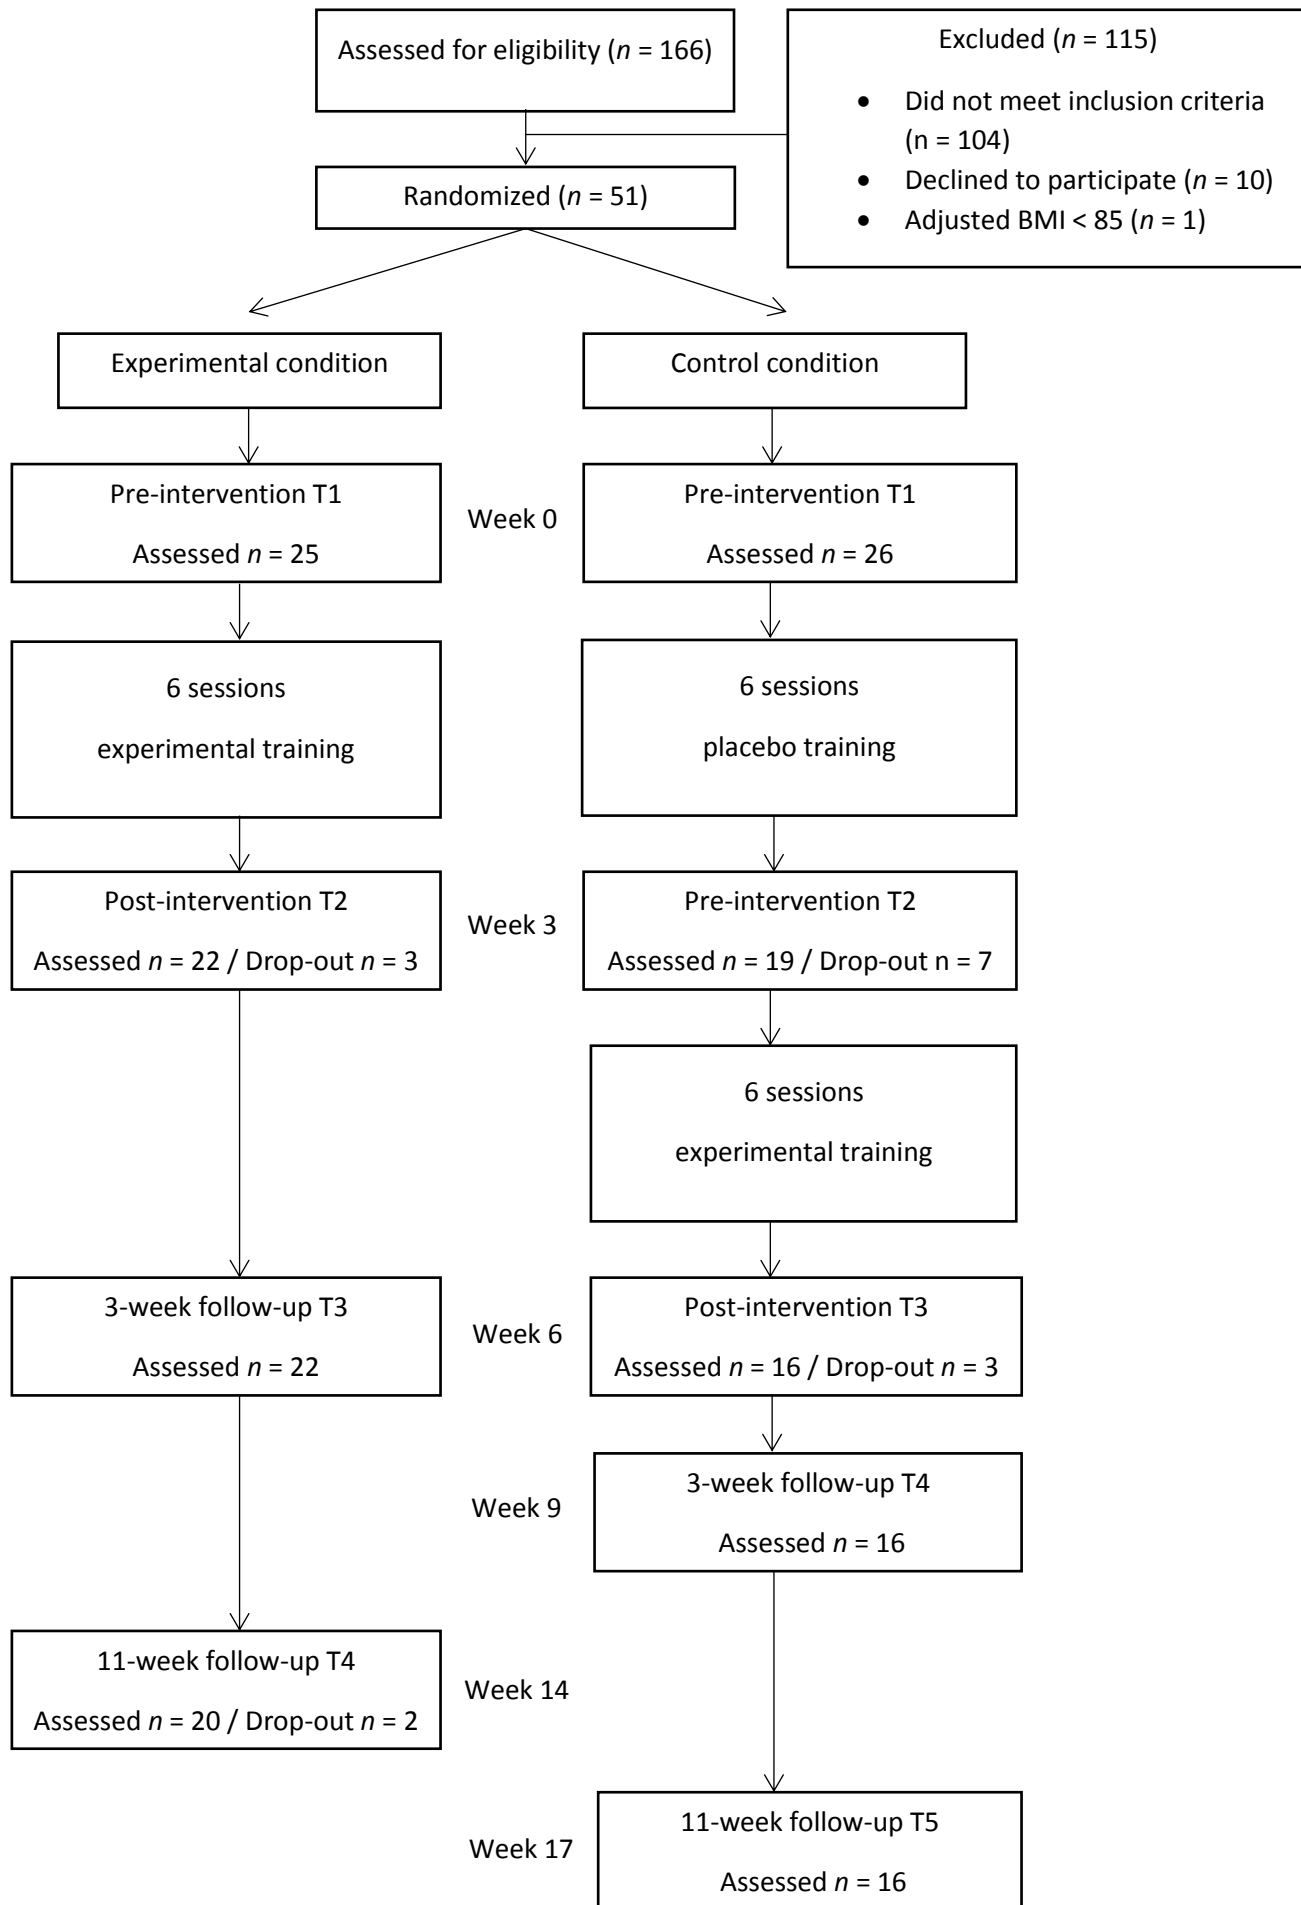 Assessed for eligibility (n = 166)
Excluded (n = 115)
• Did not meet inclusion criteria
(n = 104)
• Declined to participate (n = 10)
• Adjusted BMI < 85 (n = 1)
Randomized (n = 51)
Experimental condition
Control condition
Pre-intervention T1
Assessed n = 25
Week 0
Pre-intervention T1
Assessed n = 26
6 sessions
experimental training
6 sessions
placebo training
Post-intervention T2
Assessed n = 22 / Drop-out n = 3
Week 3
Pre-intervention T2
Assessed n = 19 / Drop-out n = 7
6 sessions
experimental training
3-week follow-up T3
Assessed n = 22
Week 6
Post-intervention T3
Assessed n = 16 / Drop-out n = 3
Week 9
3-week follow-up T4
Assessed n = 16
11-week follow-up T4
Assessed n = 20 / Drop-out n = 2
Week 14
Week 17
11-week follow-up T5
Assessed n = 16